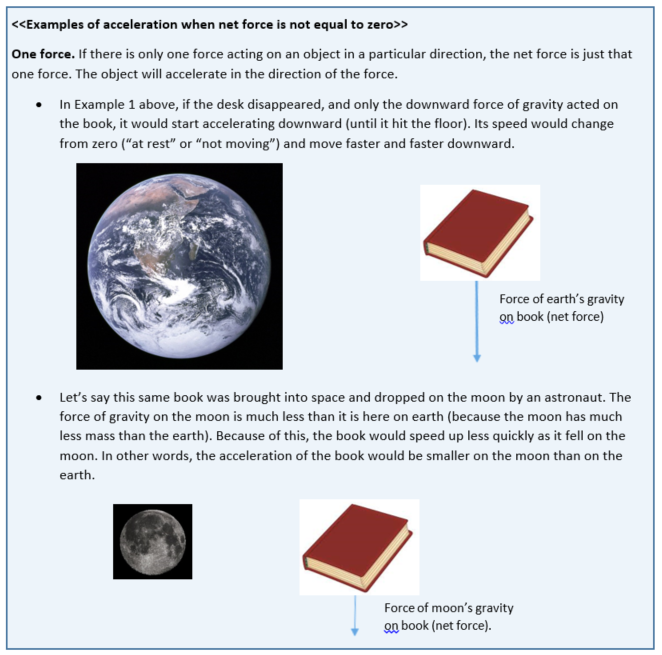 <<Examples of acceleration when net force is not equal to zero>>
One force. If there is only one force acting on an object in a particular direction, the net force is just that
one force. The object will accelerate in the direction of the force.
• In Example 1 above, if the desk disappeared, and only the downward force of gravity acted on
the book, it would start accelerating downward (until it hit the floor). Its speed would change
from zero (“at rest” or “not moving”) and move faster and faster downward.
Force of earth’s gravity
on book (net force)
• Let’s say this same book was brought into space and dropped on the moon by an astronaut. The
force of gravity on the moon is much less than it is here on earth (because the moon has much
less mass than the earth). Because of this, the book would speed up less quickly as it fell on the
moon. In other words, the acceleration of the book would be smaller on the moon than on the
earth.
Force of moon’s gravity
on book (net force).